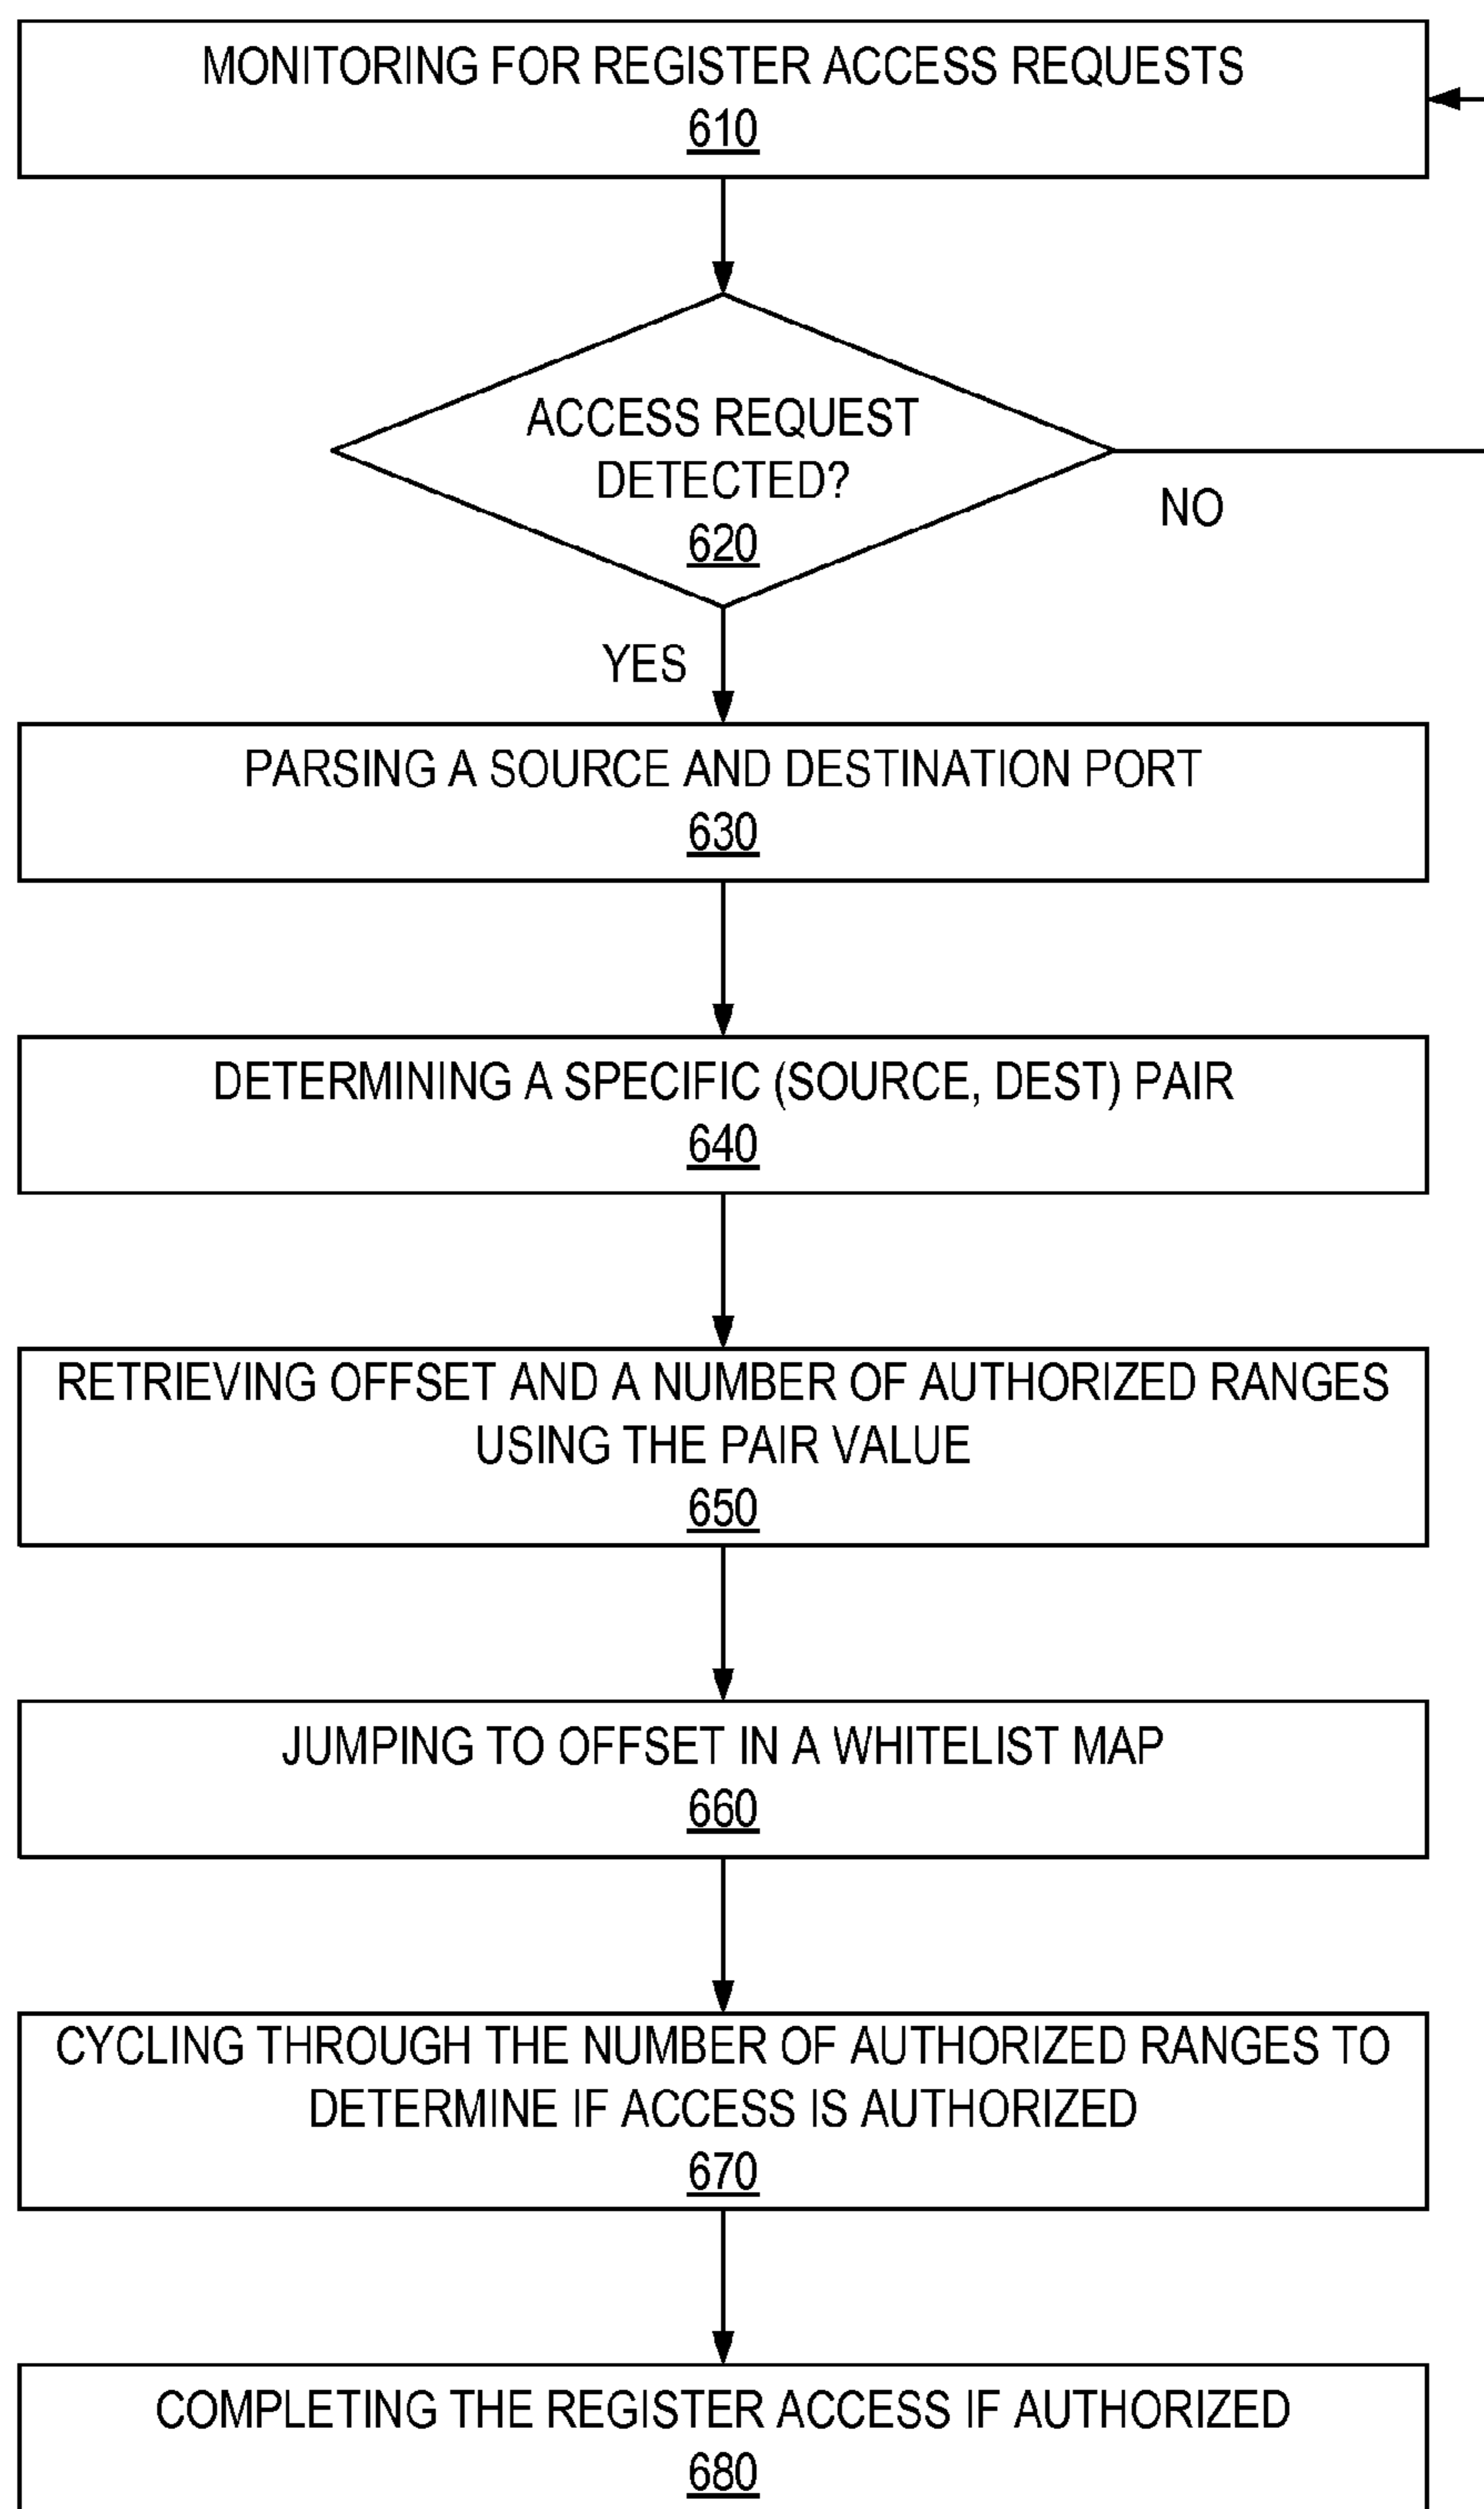 MONITORING FOR REGISTER ACCESS REQUESTS
610
ACCESS REQUEST
DETECTED?
620
NO
YES
PARSING A SOURCE AND DESTINATION PORT
630
DETERMINING A SPECIFIC (SOURCE, DEST) PAIR
640
RETRIEVING OFFSET AND A NUMBER OF AUTHORIZED RANGES
USING THE PAIR VALUE
650
JUMPING TO OFFSET IN A WHITELIST MAP
660
CYCLING THROUGH THE NUMBER OF AUTHORIZED RANGES TO
DETERMINE IF ACCESS IS AUTHORIZED
670
COMPLETING THE REGISTER ACCESS IF AUTHORIZED
680